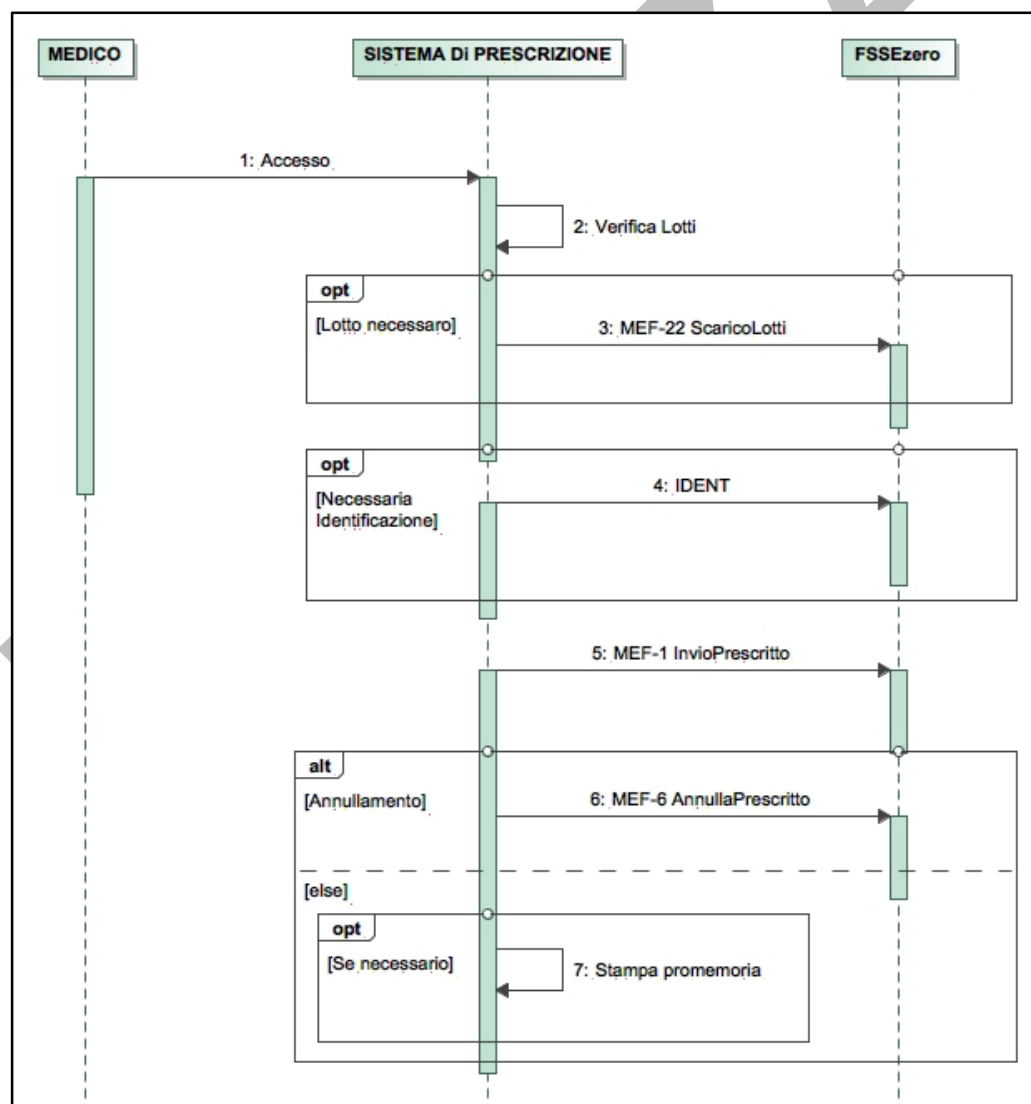 MEDICO
SISTEMA Di PRESCRIZIONE
FSSEzero
1: Accesso
2: Verifica Lotti
opt
[Lotto necessaro]
3: MEF-22 ScaricoLotti
opt
[Necessaria
Identificazione]
4: IDENT
5: MEF-1 InvioPrescritto
alt
[Annullamento]
6: MEF-6 AnnullaPrescritto
[else]
opt
[Se necessario]
7: Stampa promemoria